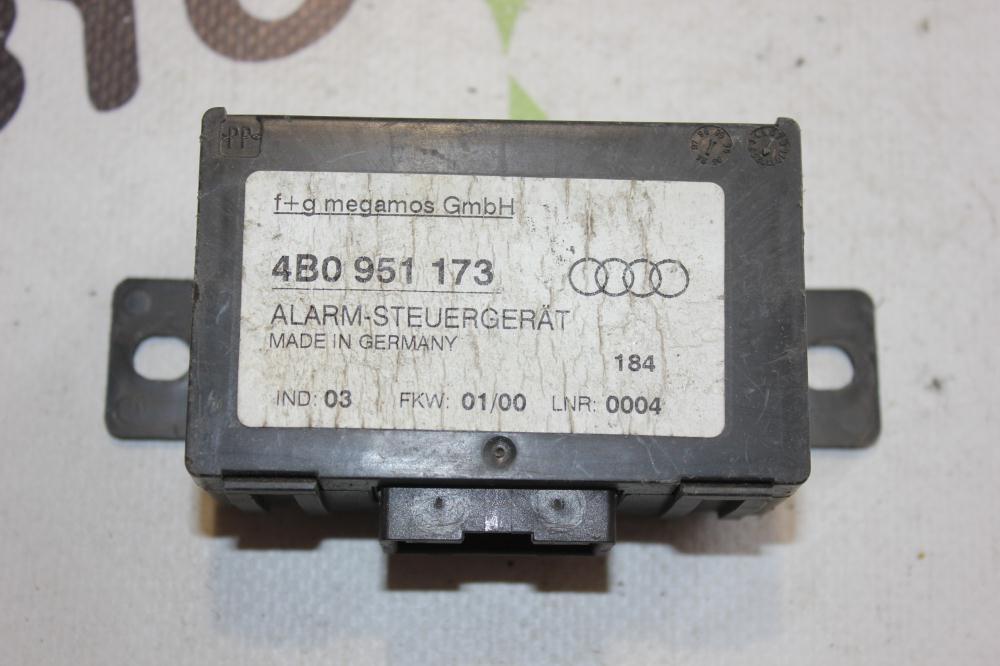 PP
f+g megamos GmbH
4B0 951 173
ALARM-STEUERGERÄT
MADE IN GERMANY
184
IND: 03 FKW: 01/00 LNR: 0004